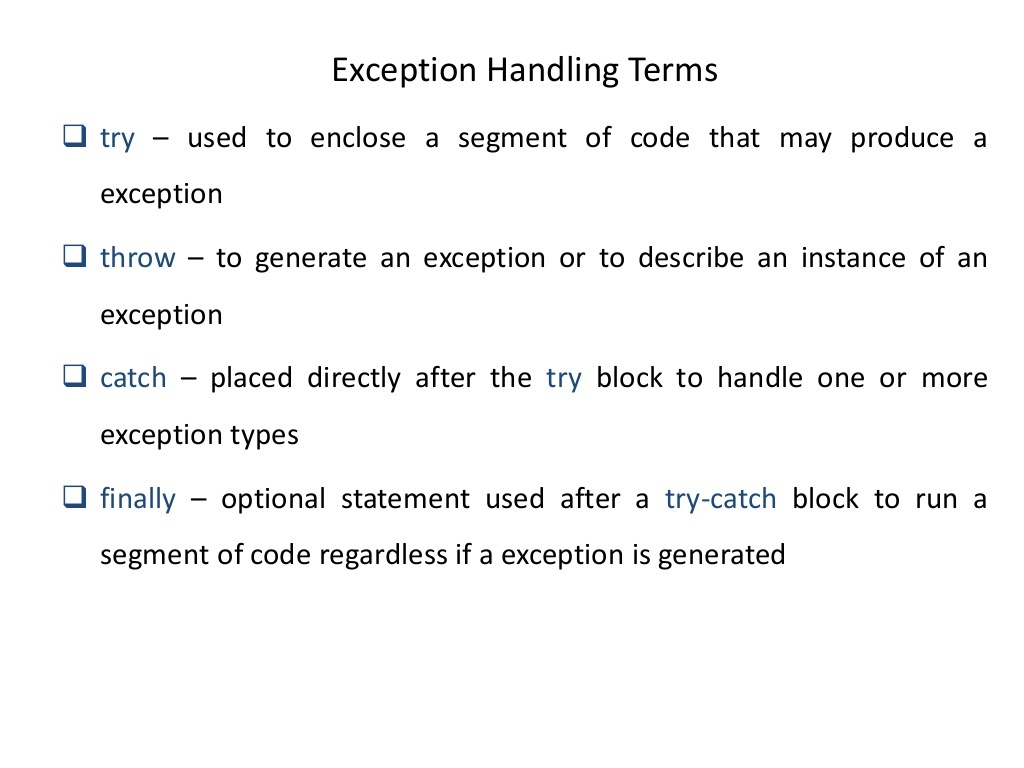 Exception Handling Terms
❑ try – used to enclose a segment of code that may produce a
exception
❑ throw – to generate an exception or to describe an instance of an
exception
❑ catch – placed directly after the try block to handle one or more
exception types
❑ finally – optional statement used after a try-catch block to run a
segment of code regardless if a exception is generated